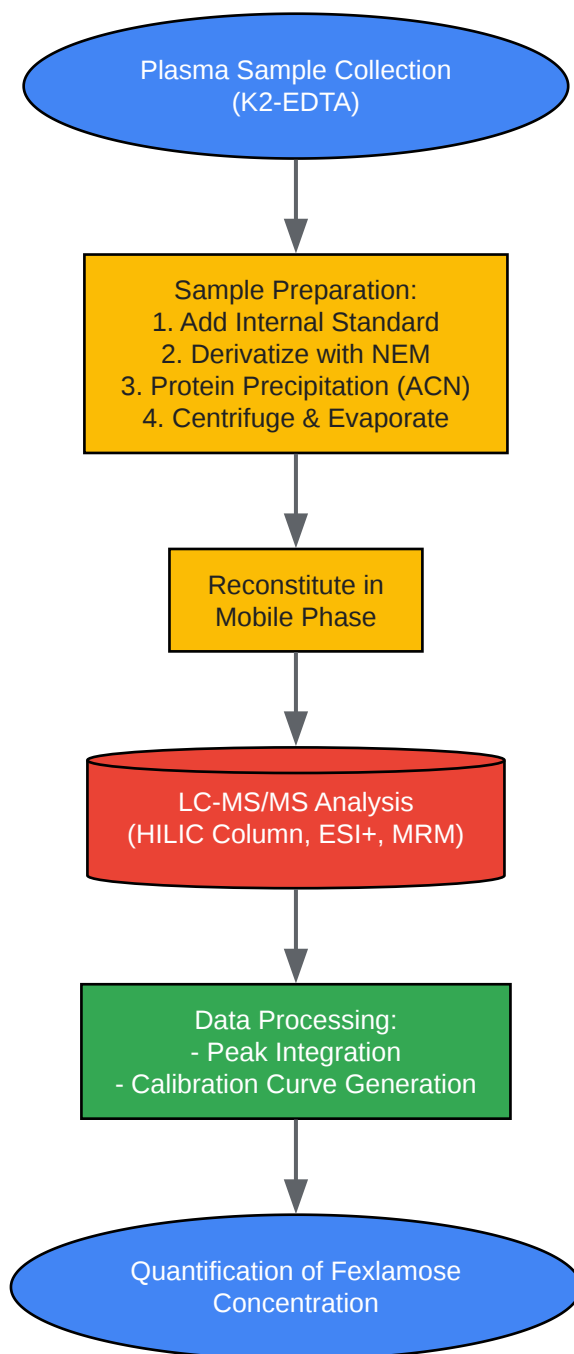 Plasma Sample Collection
(K2-EDTA)
Sample Preparation:
1. Add Internal Standard
2. Derivatize with NEM
3. Protein Precipitation (ACN)
4. Centrifuge & Evaporate
Reconstitute in
Mobile Phase
LC-MS/MS Analysis
(HILIC Column, ESI+, MRM)
Data Processing:
- Peak Integration
- Calibration Curve Generation
Quantification of Fexlamose
Concentration